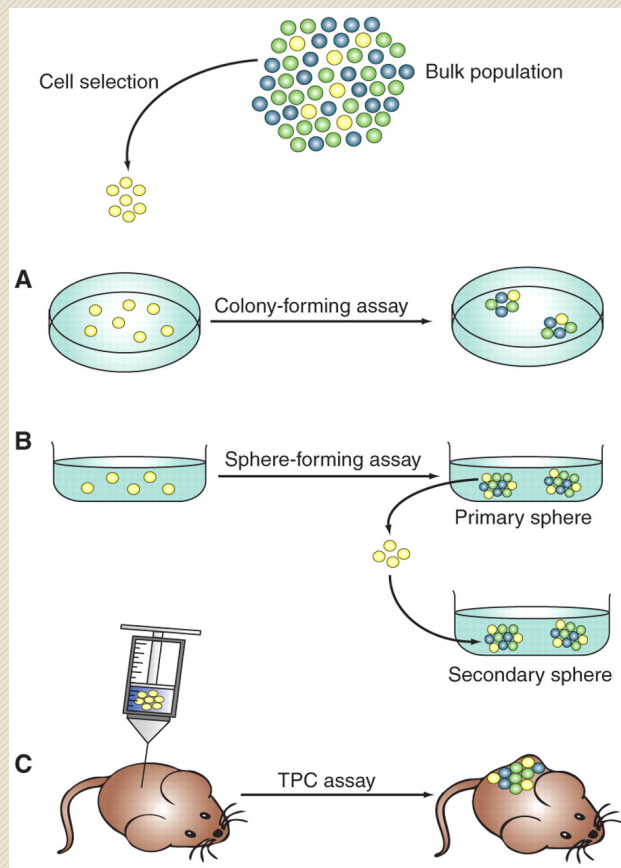 Cell selection
Bulk population
A
Colony-forming assay
B
Sphere-forming assay
Primary sphere
Secondary sphere
C
TPC assay